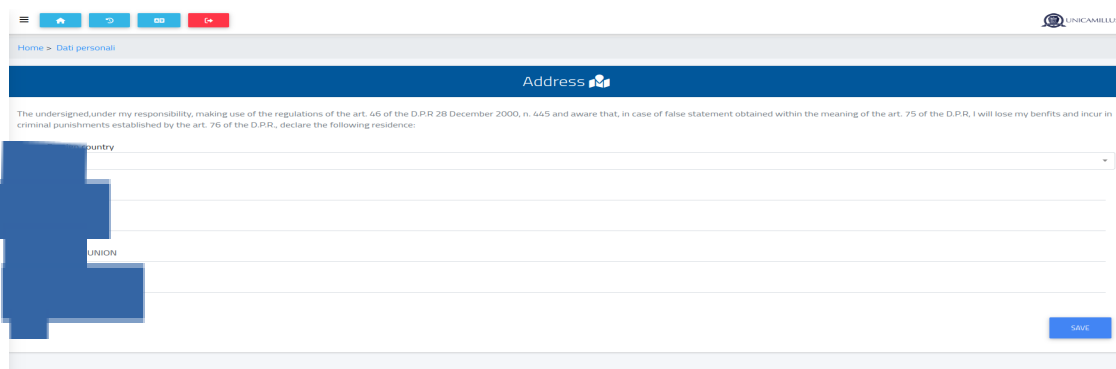 UNICAMILLUS
Home > Dati personali
Address
The undersigned,under my responsibility, making use of the regulations of the art. 46 of the D.P.R 28 December 2000, n. 445 and aware that, in case of false statement obtained within the meaning of the art. 75 of the D.P.R, I will lose my benfits and incur in
criminal punishments established by the art. 76 of the D.P.R., declare the following residence:
ountry
UNION
SAVE